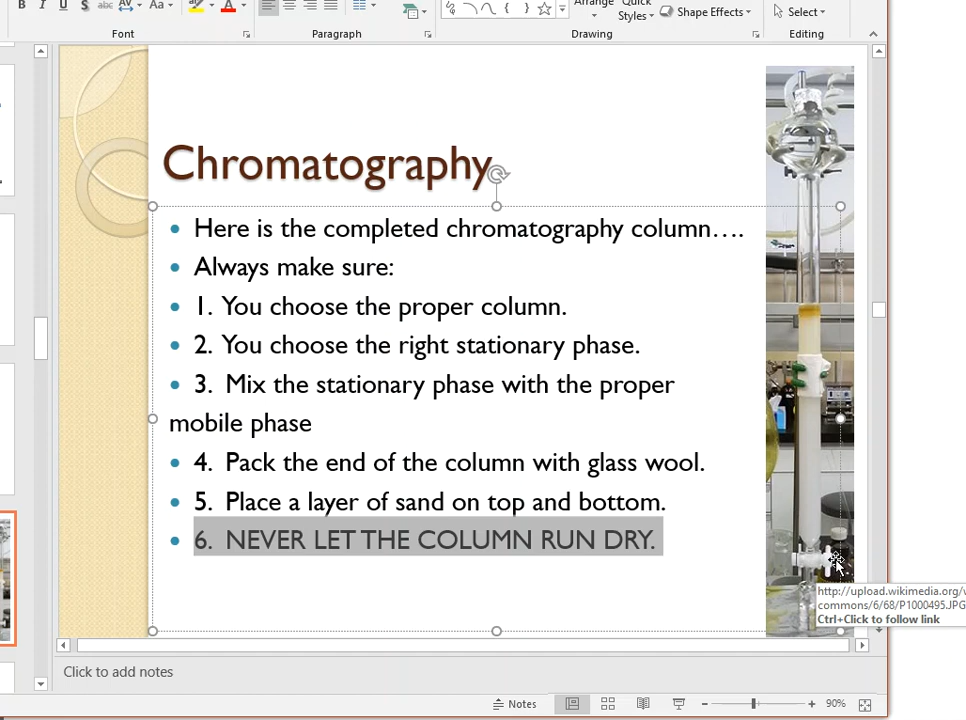 B I U S abc AV Aa
Arrange
Quick
Styles
Shape Effects
Select
Font
Paragraph
Drawing
Editing
Chromatography
• Here is the completed chromatography column….
• Always make sure:
• 1. You choose the proper column.
• 2. You choose the right stationary phase.
• 3. Mix the stationary phase with the proper
mobile phase
• 4. Pack the end of the column with glass wool.
• 5. Place a layer of sand on top and bottom.
• 6. NEVER LET THE COLUMN RUN DRY.
http://upload.wikimedia.org/
commons/6/68/P1000495.JPG
Ctrl+Click to follow link
Click to add notes
Notes
90%